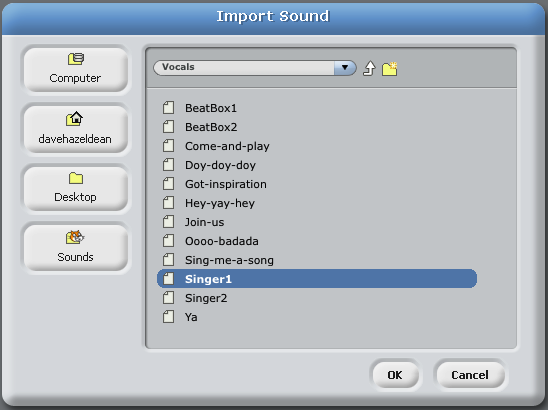 Import Sound
Computer
davehazeldean
Desktop
Sounds
Vocals
BeatBox1
BeatBox2
Come-and-play
Doy-doy-doy
Got-inspiration
Hey-yay-hey
Join-us
Oooo-badada
Sing-me-a-song
Singer1
Singer2
Ya
OK Cancel